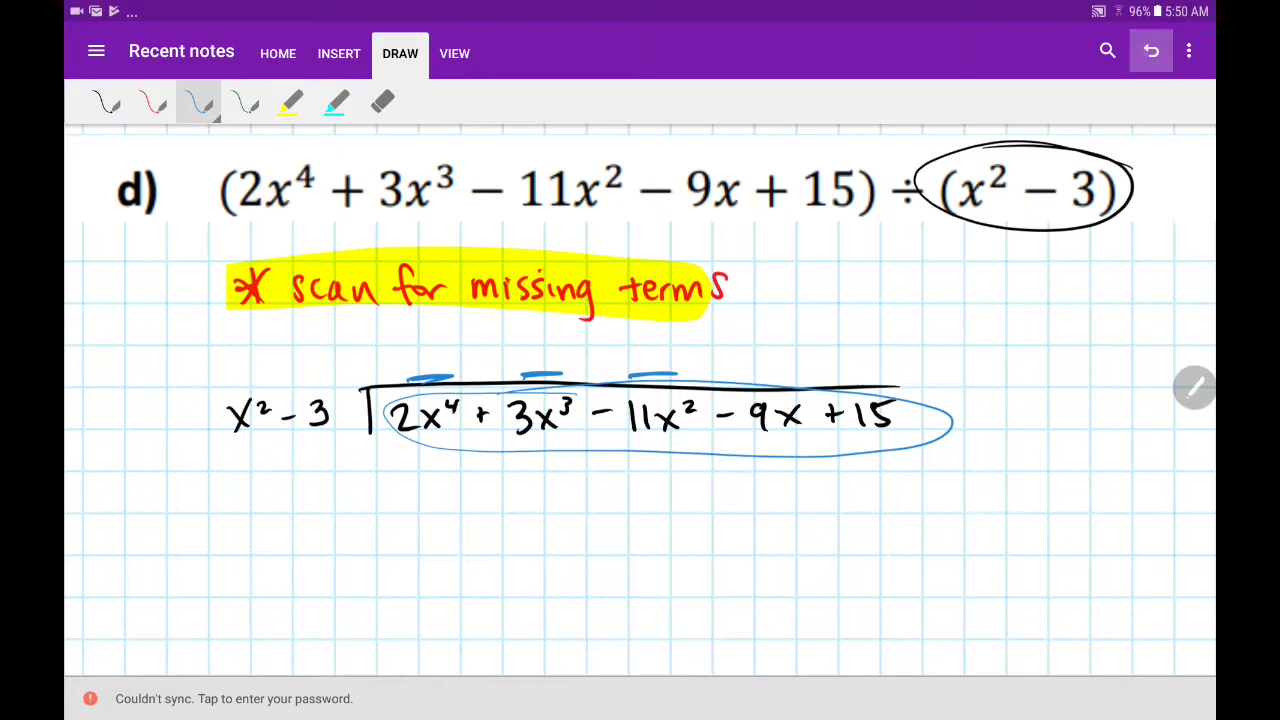 ... 96% 5:50 AM
Recent notes HOME INSERT DRAW VIEW
d) (2x⁴ + 3x³ − 11x² − 9x + 15) ÷ (x² − 3)
* scan for missing terms
x² - 3 2x⁴ + 3x³ - 11x² - 9x + 15
Couldn't sync. Tap to enter your password.